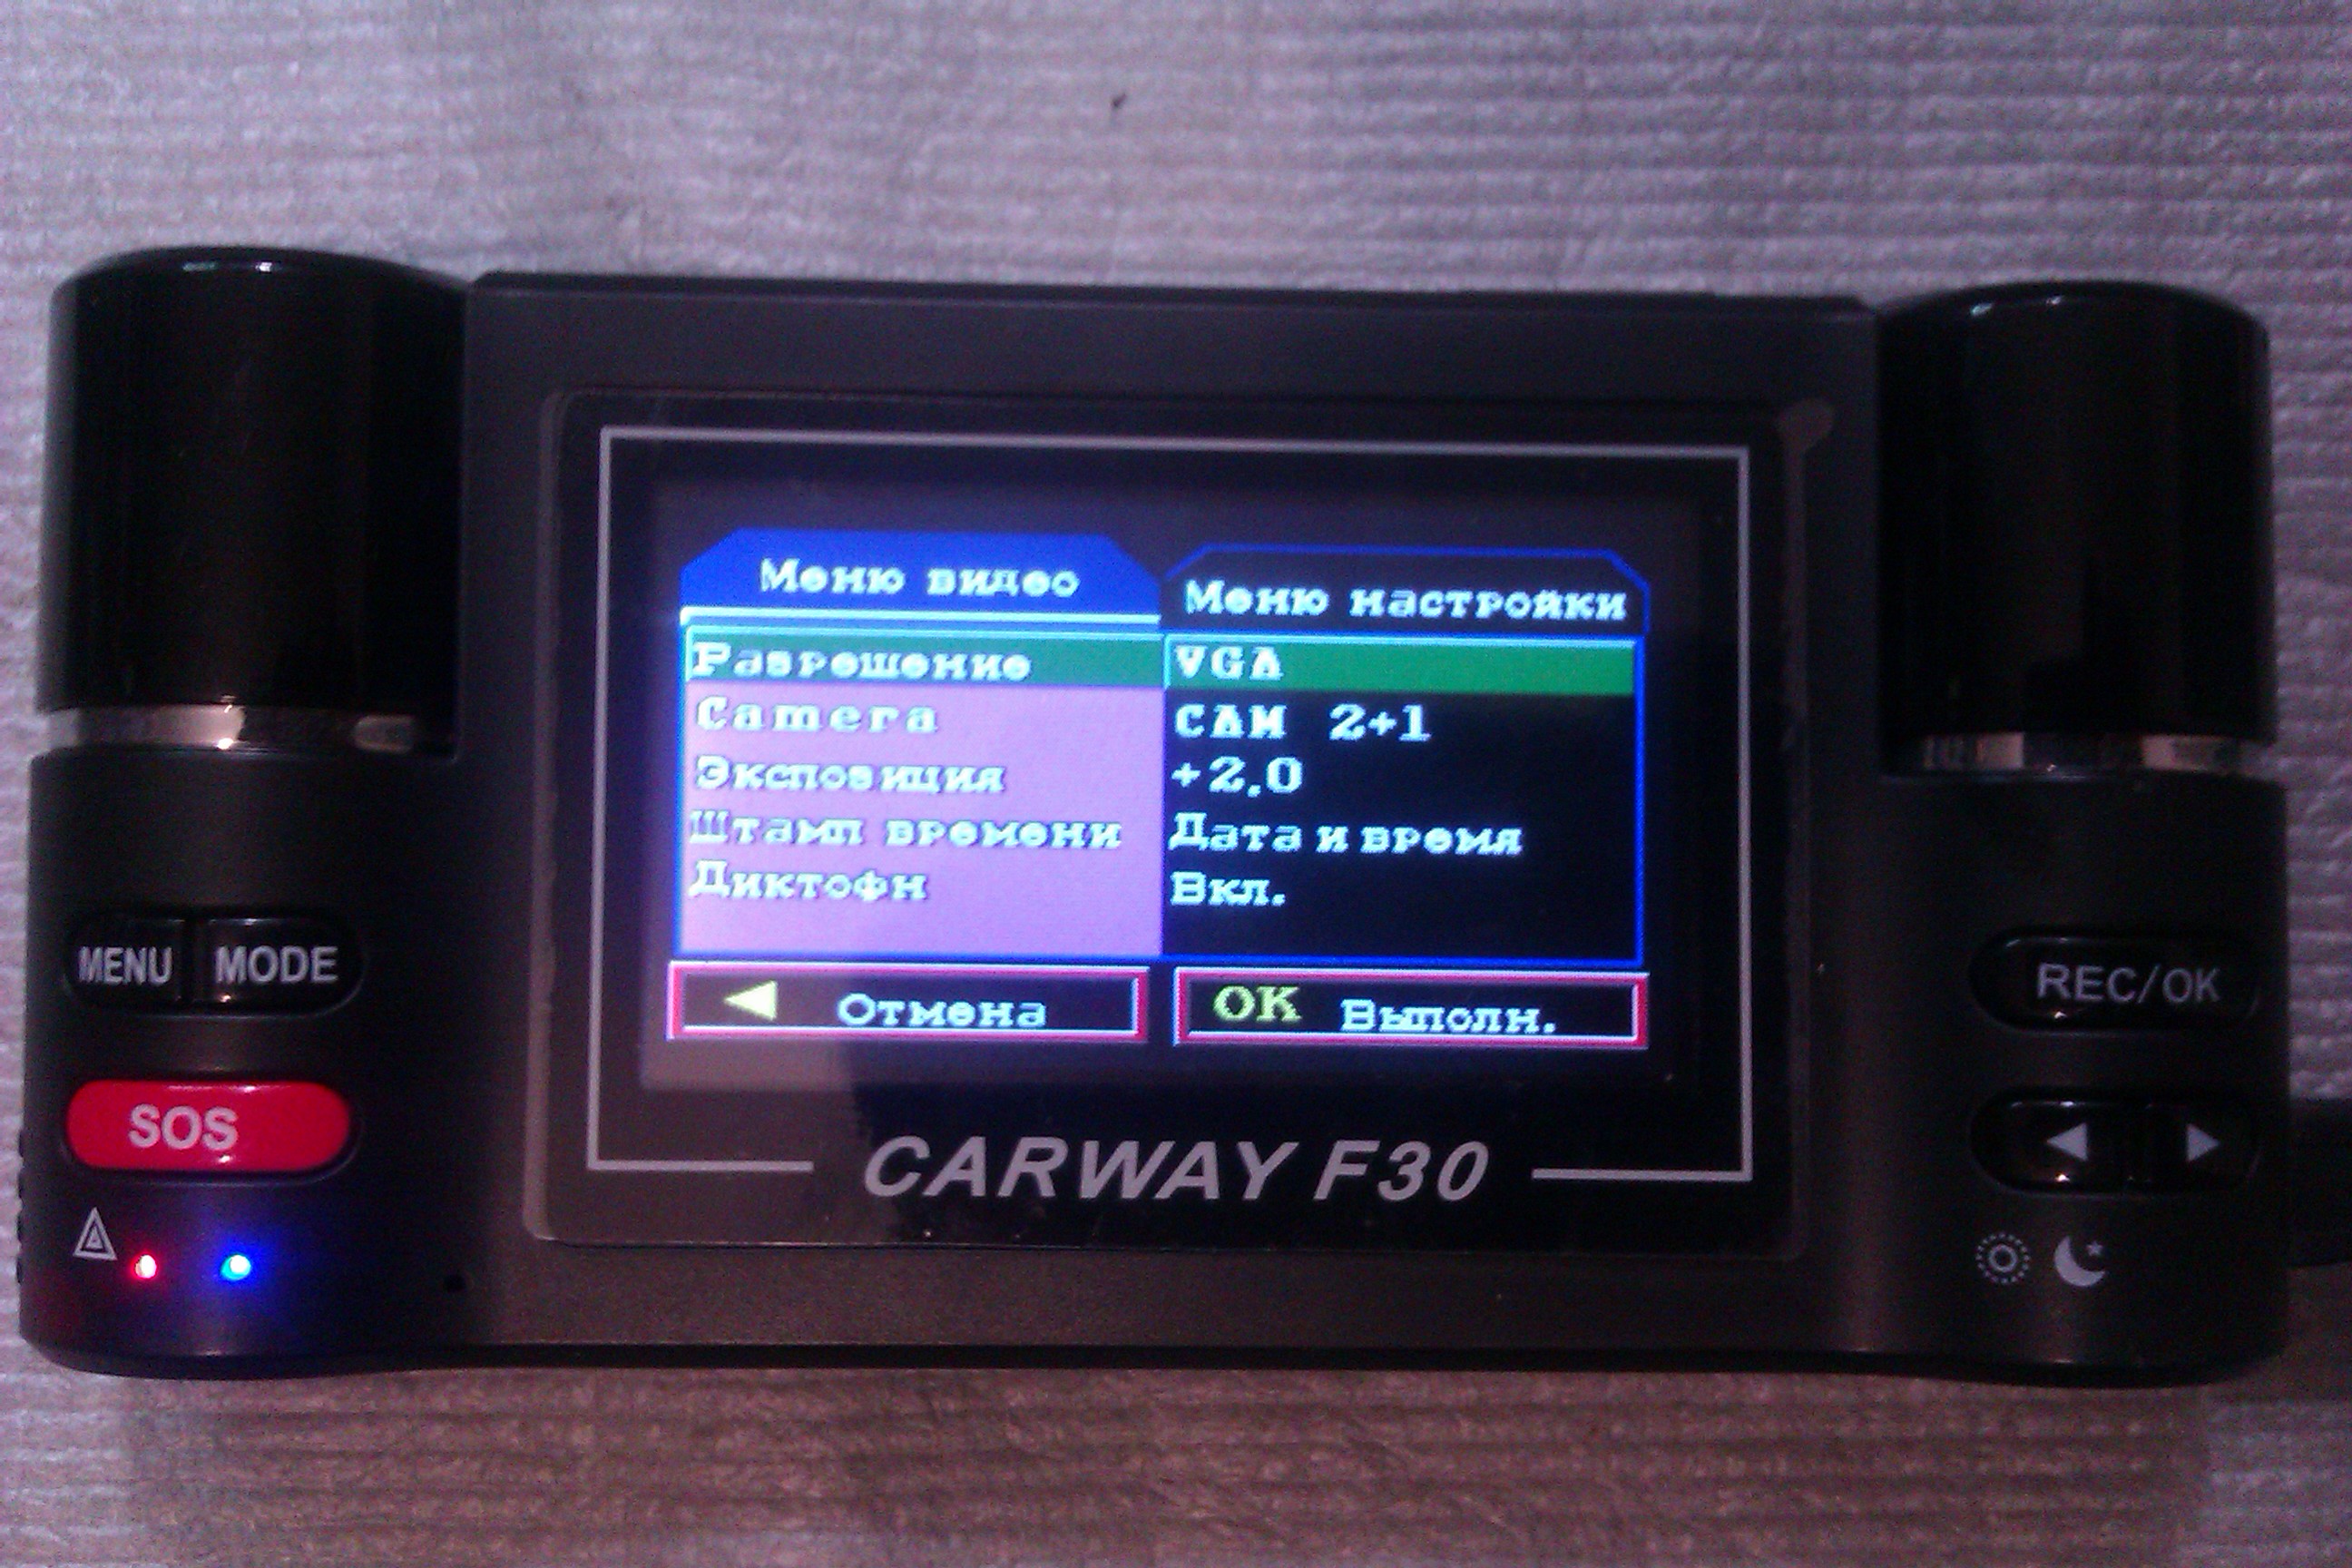 Меню видео Меню настройки
Разрешение VGA
Camera CAM 2+1
Экспозиция +2.0
Штамп времени Дата и время
Диктофн Вкл.
Отмена OK Выполн.
CARWAY F30
MENU MODE
SOS
REC/OK